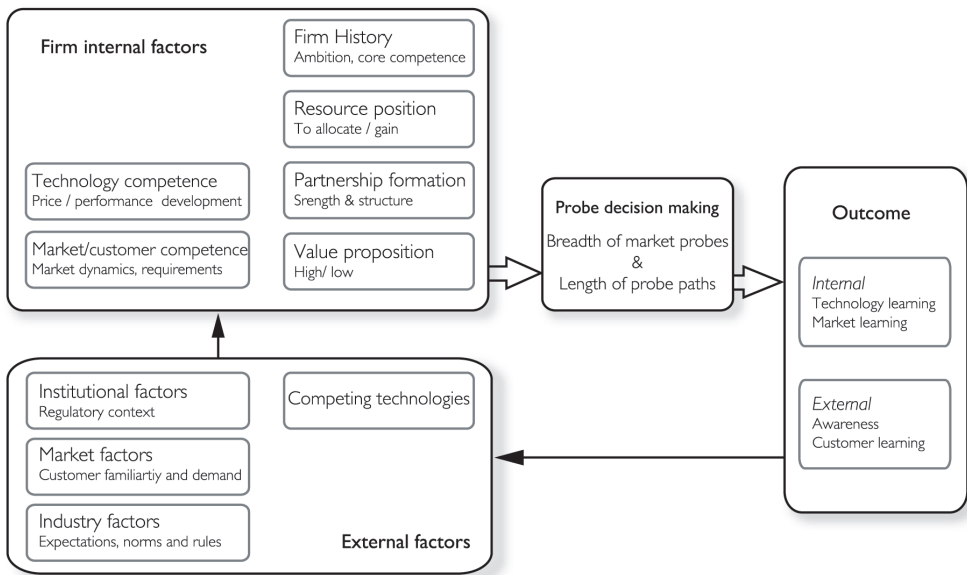 Firm internal factors
Firm History
Ambition, core competence
Resource position
To allocate / gain
Technology competence
Price / performance development
Partnership formation
Srength & structure
Market/customer competence
Market dynamics, requirements
Value proposition
High/ low
Probe decision making
Breadth of market probes
&
Length of probe paths
Outcome
Internal
Technology learning
Market learning
External
Awareness
Customer learning
Institutional factors
Regulatory context
Competing technologies
Market factors
Customer familiartiy and demand
Industry factors
Expectations, norms and rules
External factors